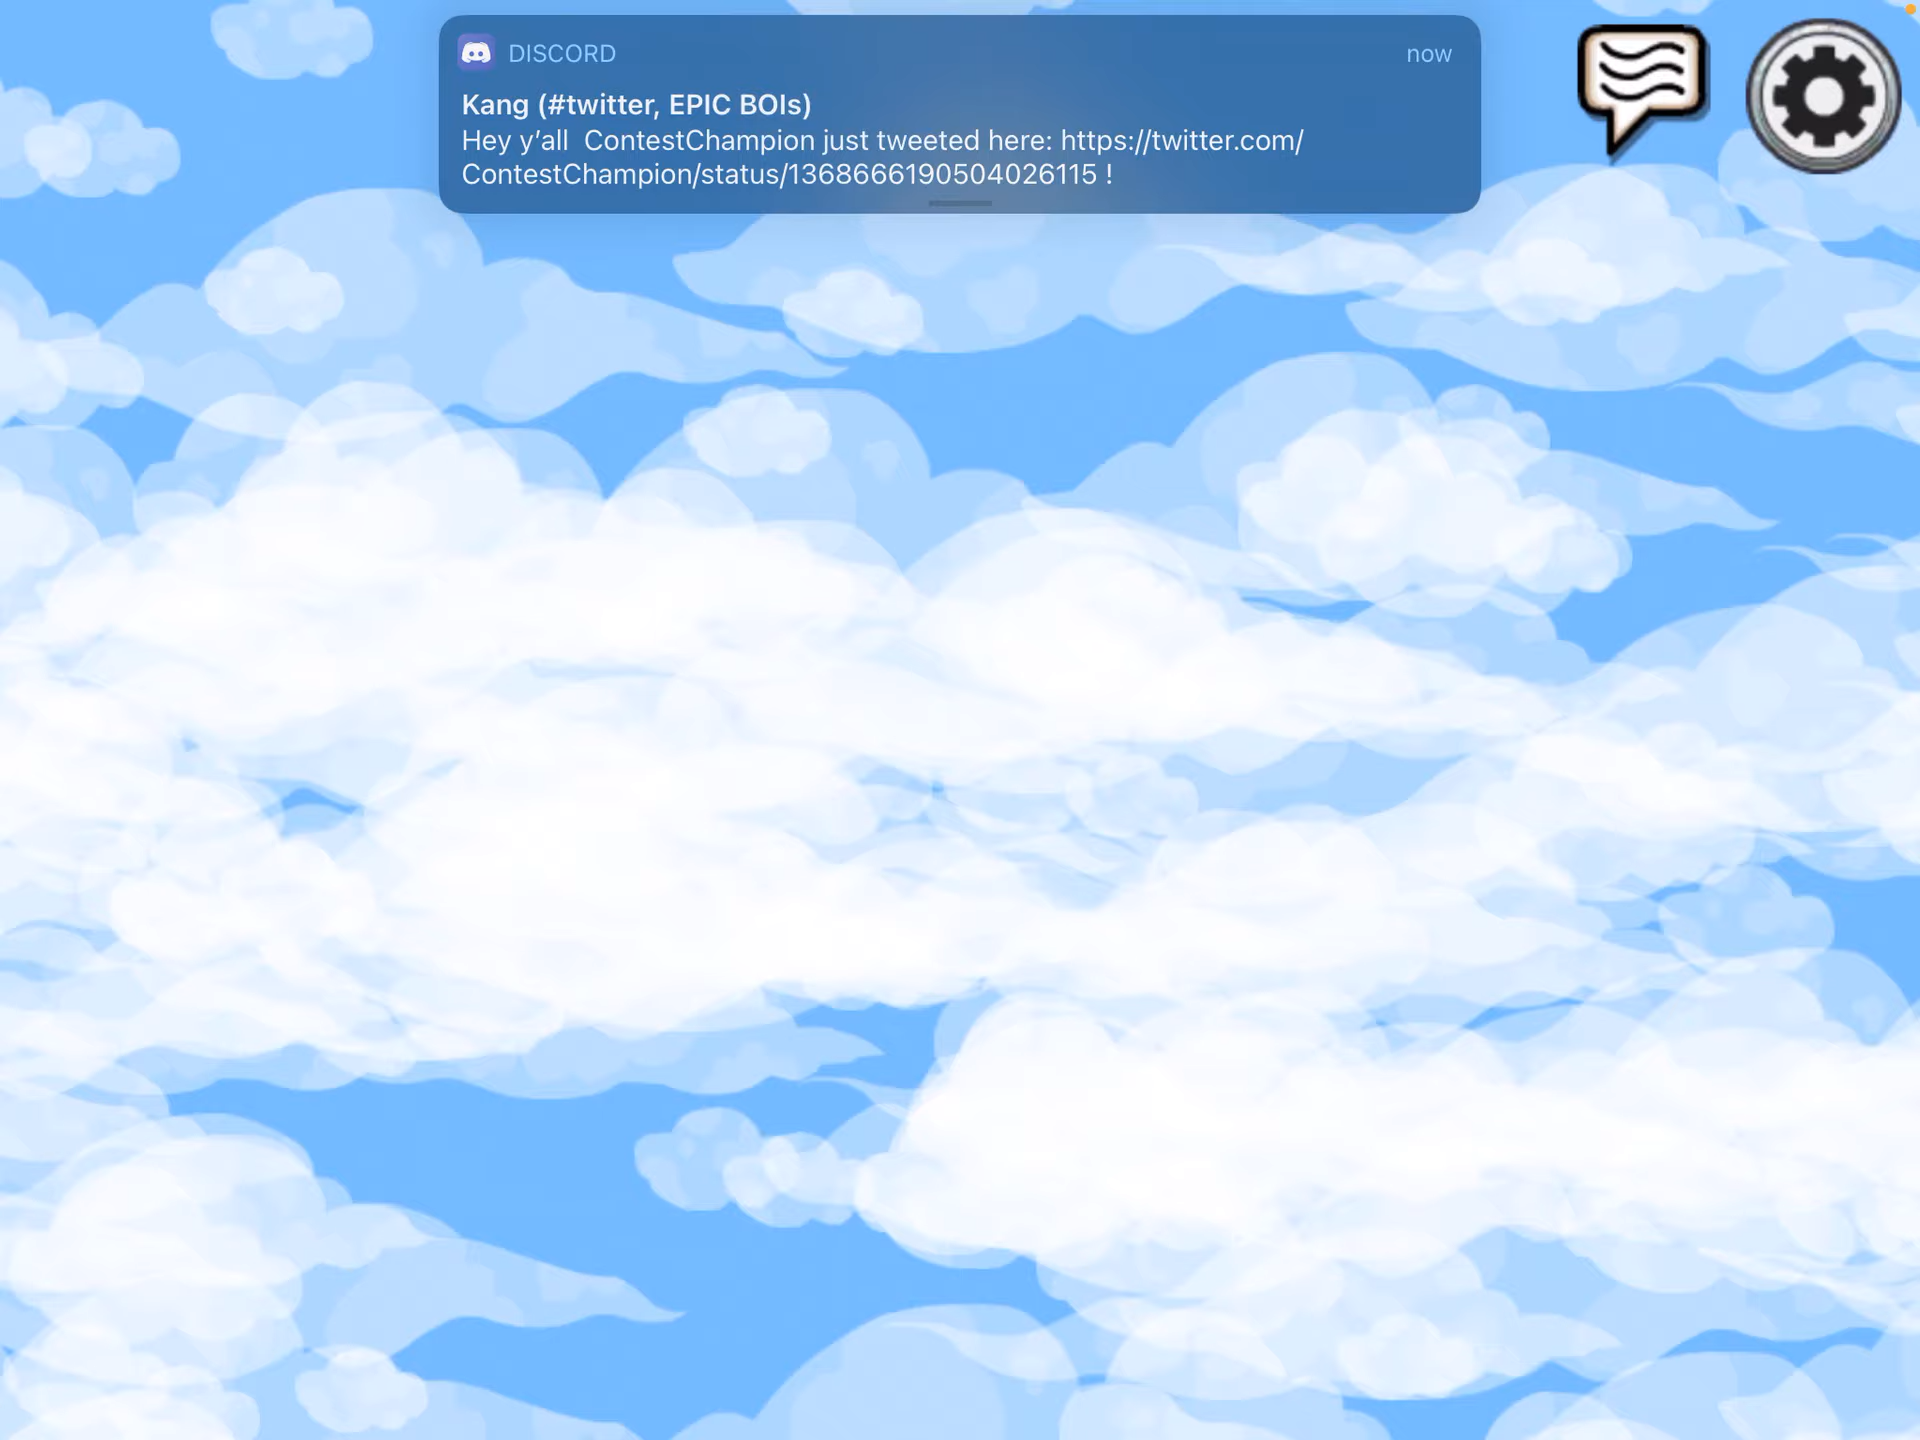 DISCORD
now
Kang (#twitter, EPIC BOIs)
Hey y’all  ContestChampion just tweeted here: https://twitter.com/
ContestChampion/status/1368666190504026115 !